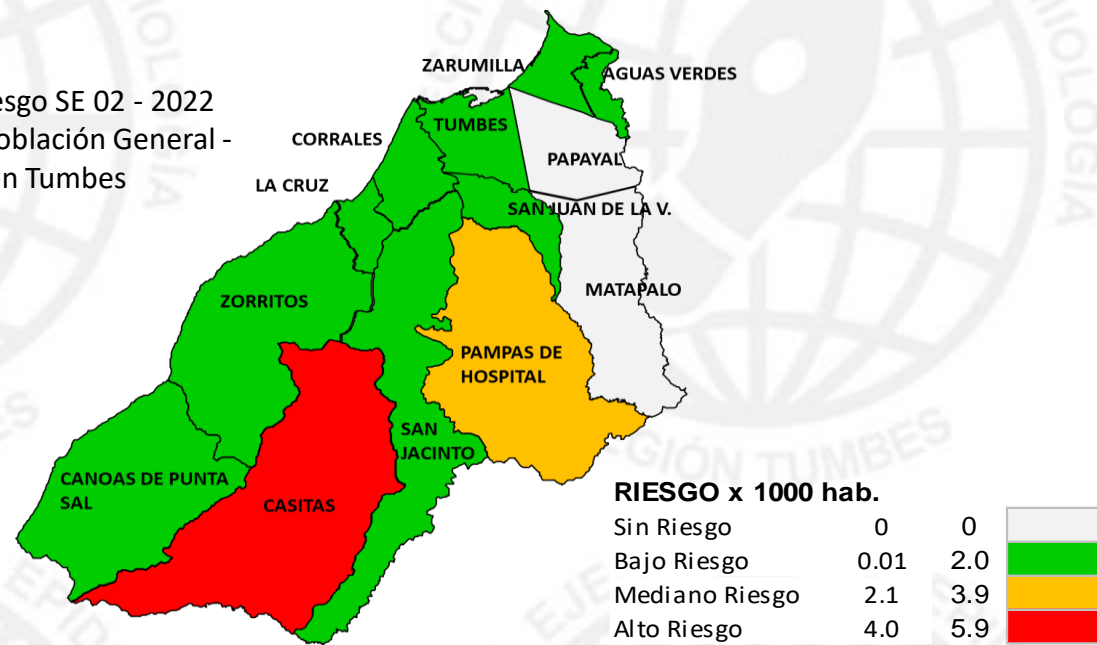 esgo SE 02 - 2022
oblación General -
n Tumbes
ZARUMILLA
AGUAS VERDES
CORRALES
TUMBES
PAPAYAL
LA CRUZ
SAN JUAN DE LA V.
ZORRITOS
MATAPALO
PAMPAS DE
HOSPITAL
SAN
JACINTO
CANOAS DE PUNTA
SAL
CASITAS
RIESGO x 1000 hab.
Sin Riesgo 0 0
Bajo Riesgo 0.01 2.0
Mediano Riesgo 2.1 3.9
Alto Riesgo 4.0 5.9
GIÓN TUMBES